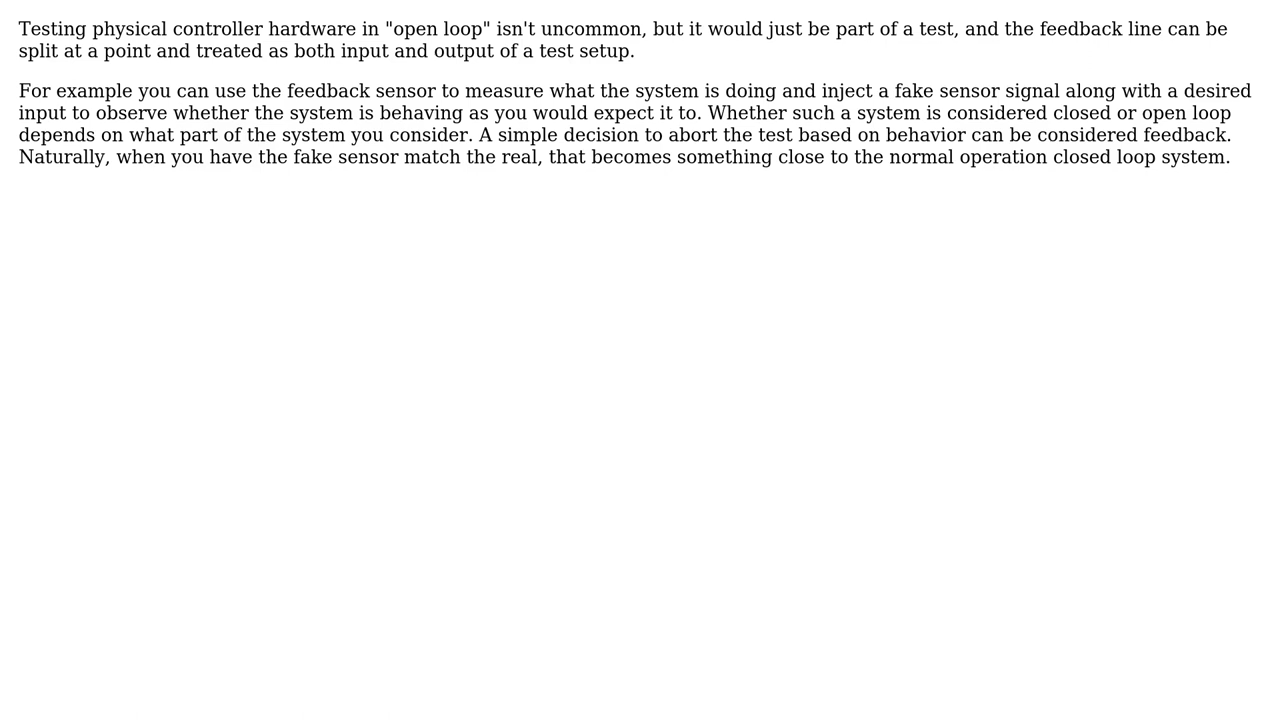 Testing physical controller hardware in "open loop" isn't uncommon, but it would just be part of a test, and the feedback line can be
split at a point and treated as both input and output of a test setup.
For example you can use the feedback sensor to measure what the system is doing and inject a fake sensor signal along with a desired
input to observe whether the system is behaving as you would expect it to. Whether such a system is considered closed or open loop
depends on what part of the system you consider. A simple decision to abort the test based on behavior can be considered feedback.
Naturally, when you have the fake sensor match the real, that becomes something close to the normal operation closed loop system.